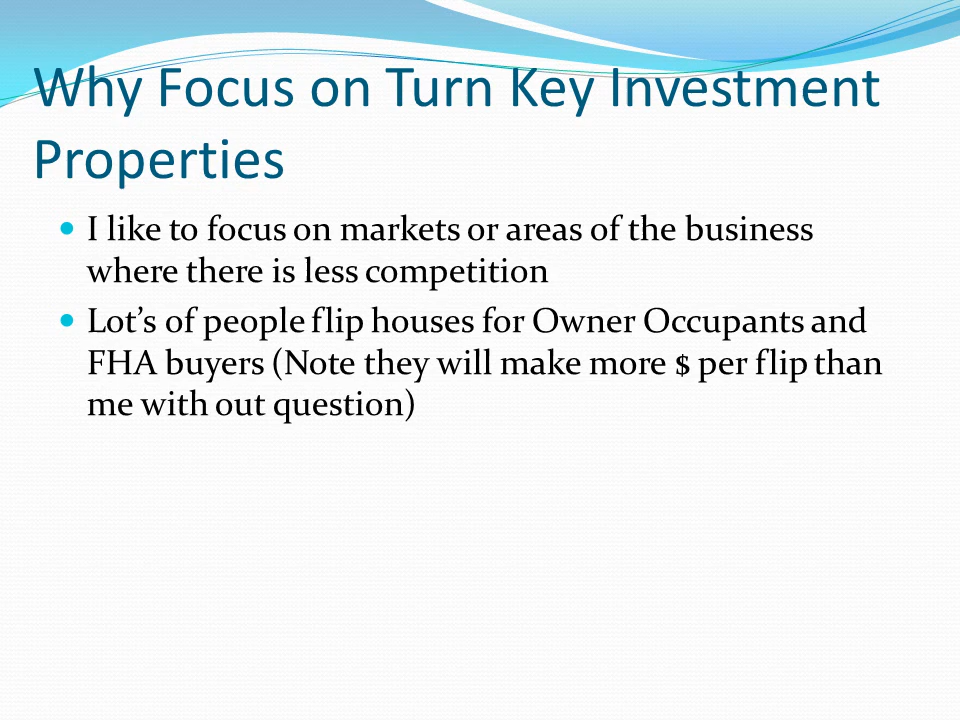 Why Focus on Turn Key Investment
Properties
• I like to focus on markets or areas of the business
where there is less competition
• Lot’s of people flip houses for Owner Occupants and
FHA buyers (Note they will make more $ per flip than
me with out question)